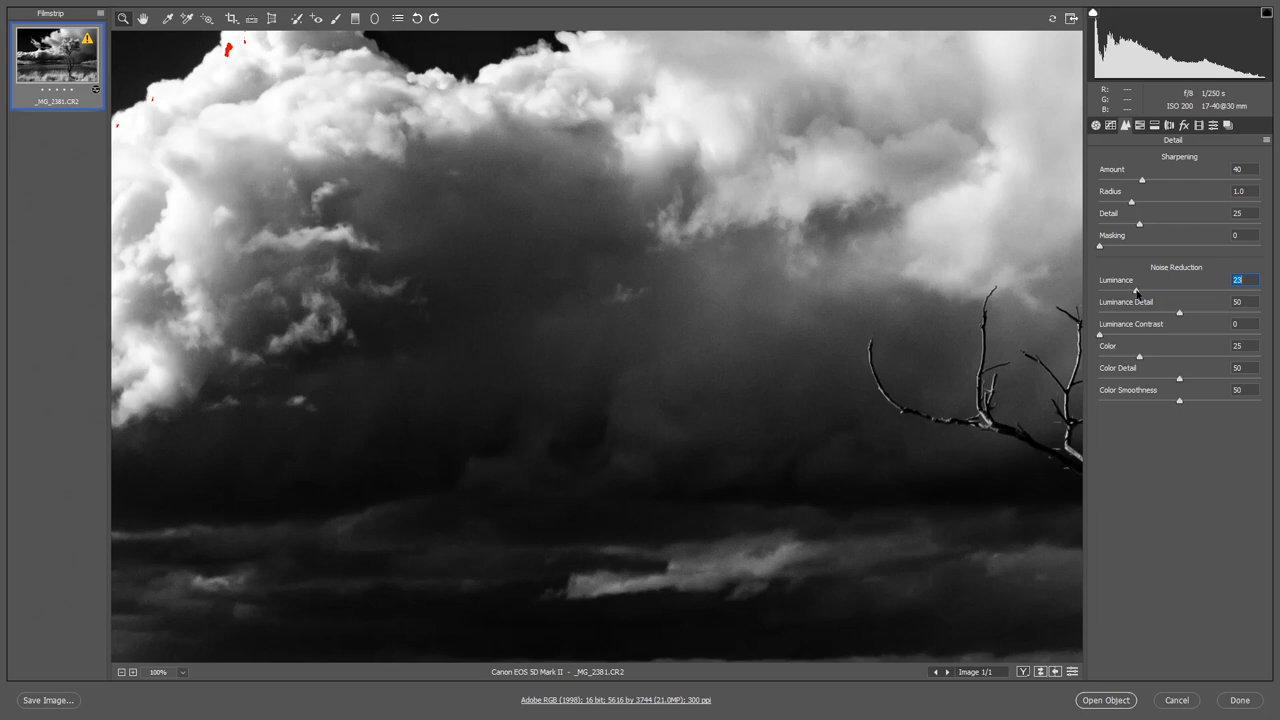 Filmstrip
_MG_2381.CR2
R: ---
G: ---
B: ---
f/8 1/250 s
ISO 200 17-40@30 mm
Detail
Sharpening
Amount 40
Radius 1.0
Detail 25
Masking 0
Noise Reduction
Luminance 23
Luminance Detail 50
Luminance Contrast 0
Color 25
Color Detail 50
Color Smoothness 50
100%
Canon EOS 5D Mark II - _MG_2381.CR2
Image 1/1
Y
Save Image...
Adobe RGB (1998); 16 bit; 5616 by 3744 (21.0MP); 300 ppi
Open Object
Cancel
Done